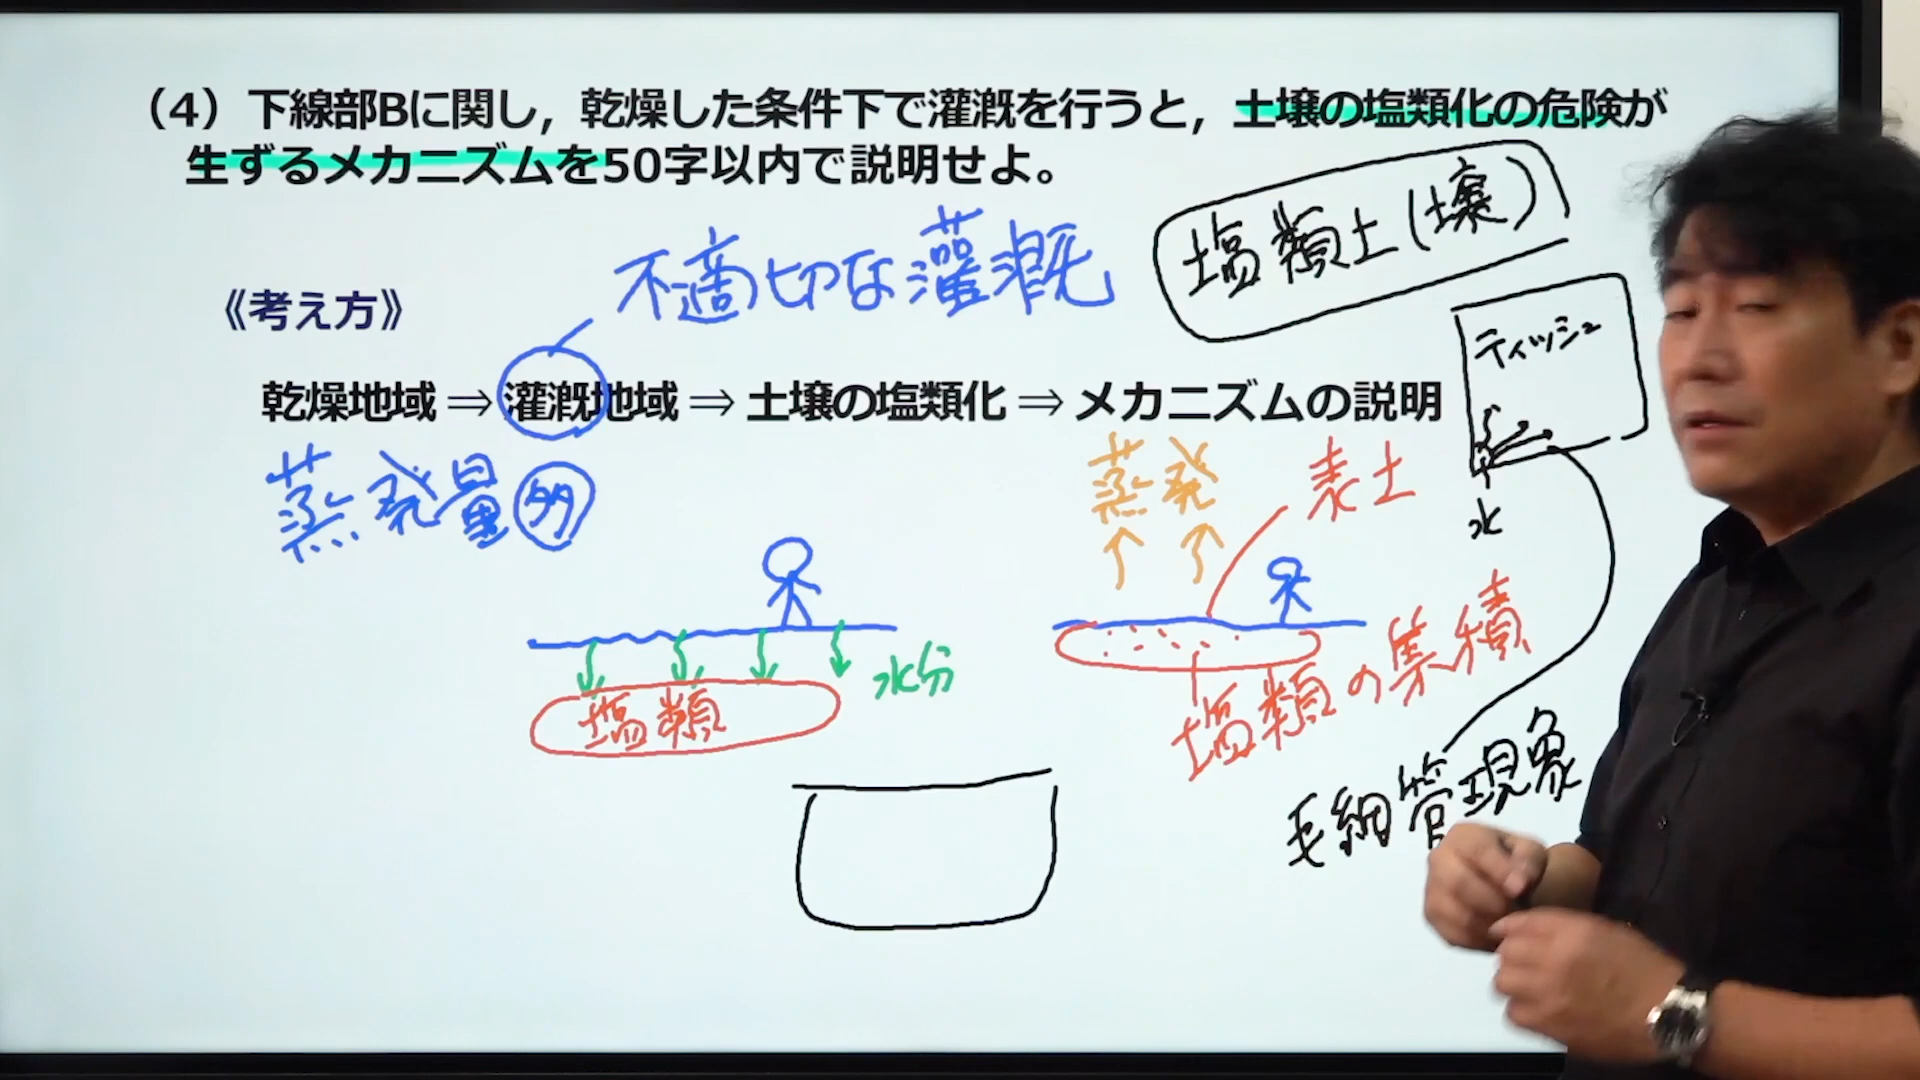 （4）下線部Bに関し，乾燥した条件下で灌漑を行うと，土壌の塩類化の危険が
生ずるメカニズムを50字以内で説明せよ。
塩類土(壌)
不適切な灌漑
《考え方》
ティッシュ
乾燥地域⇒灌漑地域⇒土壌の塩類化⇒メカニズムの説明
蒸発量多
蒸発
表土
水
水分
塩類
塩類の集積
毛細管現象